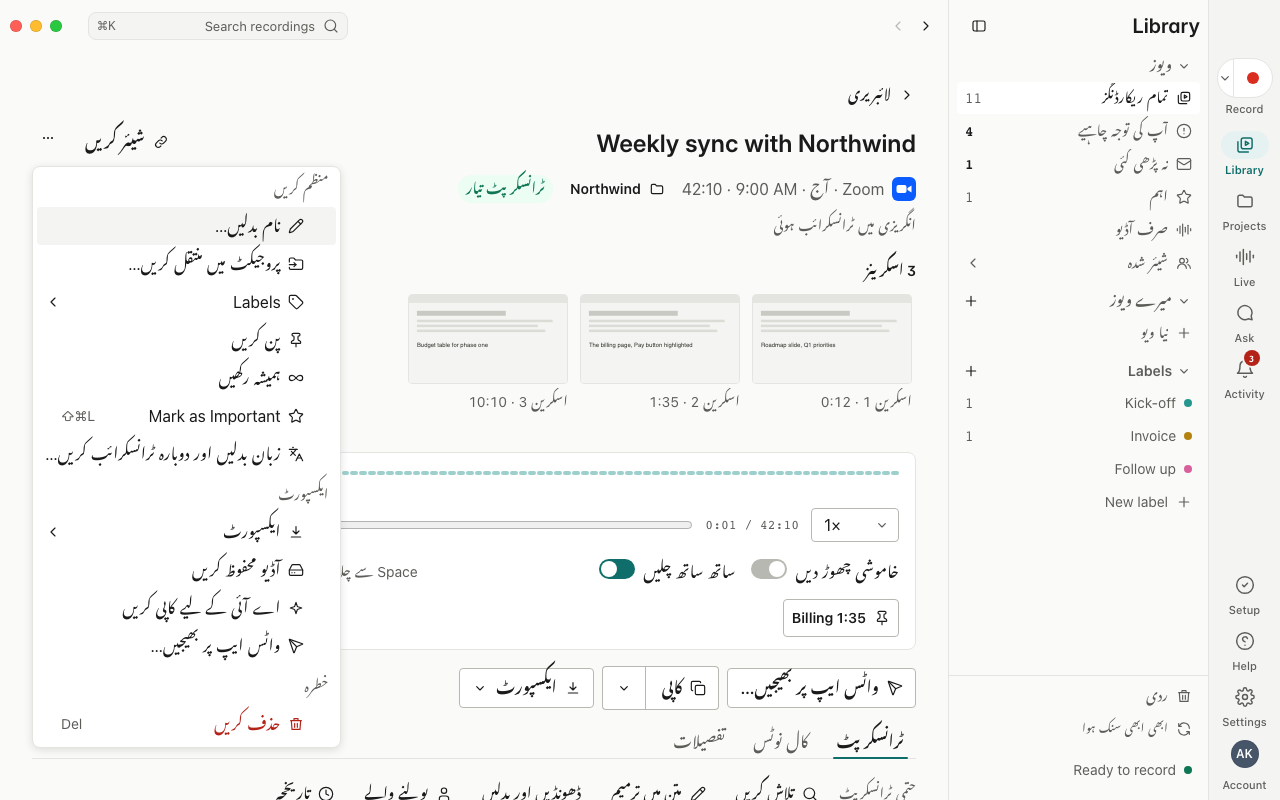 ⌘K
Search recordings
Library
ویوز
تمام ریکارڈنگز 11
آپ کی توجہ چاہیے 4
نہ پڑھی گئی 1
اہم 1
صرف آڈیو
شیئر شدہ
میرے ویوز
نیا ویو
Labels
Kick-off 1
Invoice 1
Follow up
New label
ردی
ابھی ابھی سنک ہوا
Ready to record
Record
Library
Projects
Live
Ask
3
Activity
Setup
Help
Settings
AK
Account
لائبریری
Weekly sync with Northwind
شیئر کریں
...
Zoom · آج · 9:00 AM · 42:10
Northwind
ٹرانسکرپٹ تیار
انگریزی میں ٹرانسکرائب ہوئی
3 اسکرینز
Roadmap slide, Q1 priorities
The billing page, Pay button highlighted
Budget table for phase one
اسکرین 1 · 0:12
اسکرین 2 · 1:35
اسکرین 3 · 10:10
1x
0:01 / 42:10
خاموشی چھوڑ دیں
ساتھ ساتھ چلیں
Space سے
Billing 1:35
واٹس ایپ پر بھیجیں...
کاپی
ایکسپورٹ
ٹرانسکرپٹ
کال نوٹس
تفصیلات
حتمی ٹرانسکرپٹ
تلاش کریں
متن میں ترمیم
ڈھونڈیں اور بدلیں
بولنے والے
منظم کریں
نام بدلیں...
پروجیکٹ میں منتقل کریں...
Labels
پن کریں
ہمیشہ رکھیں
Mark as Important ⇧⌘L
زبان بدلیں اور دوبارہ ٹرانسکرائب کریں...
ایکسپورٹ
ایکسپورٹ
آڈیو محفوظ کریں
اے آئی کے لیے کاپی کریں
واٹس ایپ پر بھیجیں...
خطرہ
حذف کریں Del